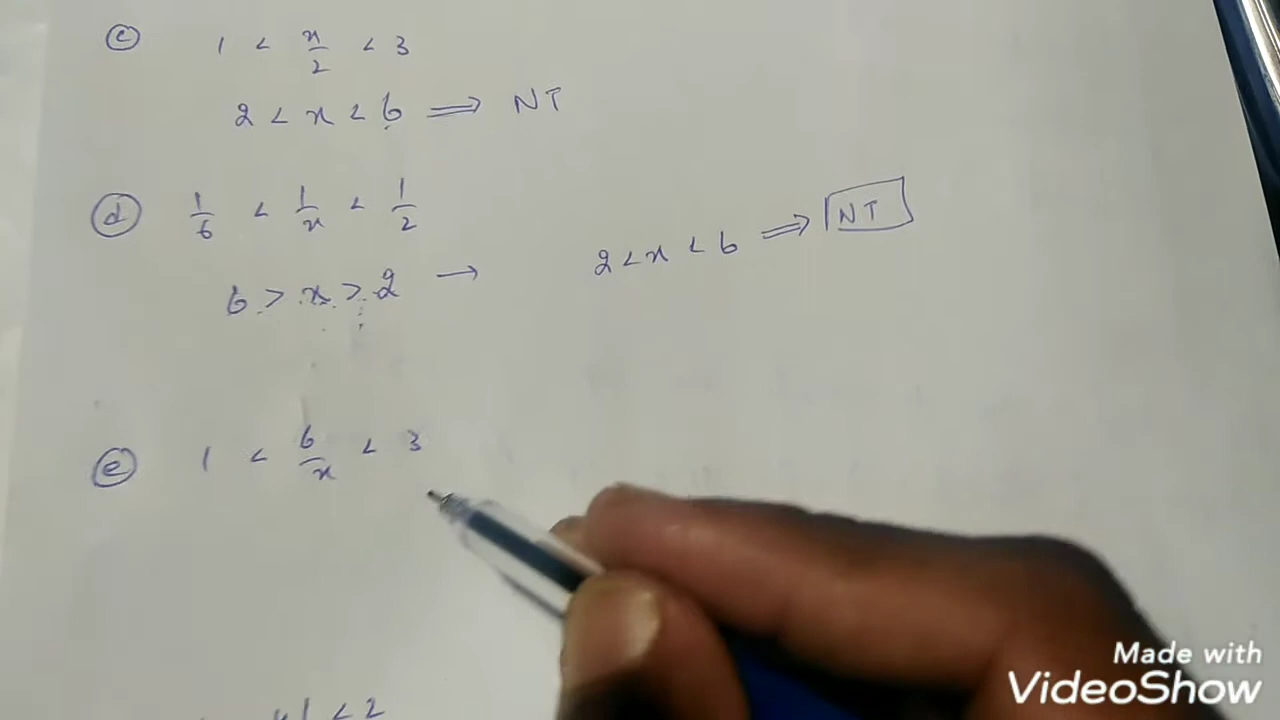 (c) 1 < x/2 < 3
2 < x < 6 ⟹ NT
(d) 1/6 < 1/x < 1/2
6 > x > 2 → 2 < x < 6 ⟹ NT
(e) 1 < 6/x < 3
| < 2
Made with
VideoShow